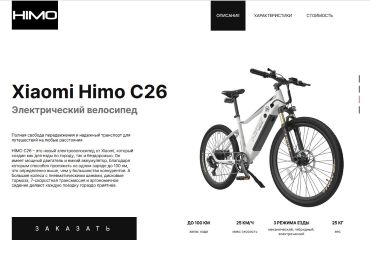 HIMO
ОПИСАНИЕ ХАРАКТЕРИСТИКИ СТОИМОСТЬ
Xiaomi Himo C26
Электрический велосипед
Полная свобода передвижения и надежный транспорт для
путешествий на любые расстояния
HIMO C26 – это новый электровелосипед от Xiaomi, который
создан как для езды по городу, так и бездорожью. Он
имеет мощный двигатель и емкий аккумулятор, благодаря
которым способен проезжать на одном заряде до 100 км,
что определенно выше, чем у большинства конкурентов. А
большие колеса с пневматическими шинами, дисковые
тормоза, 7-скоростная трансмиссия и эргономичное
сидение делают каждую поездку гораздо приятнее.
ЗАКАЗАТЬ
ДО 100 КМ 25 КМ/Ч 3 РЕЖИМА ЕЗДЫ 25 КГ
запас хода макс скорость механический, гибридный, вес
электрический